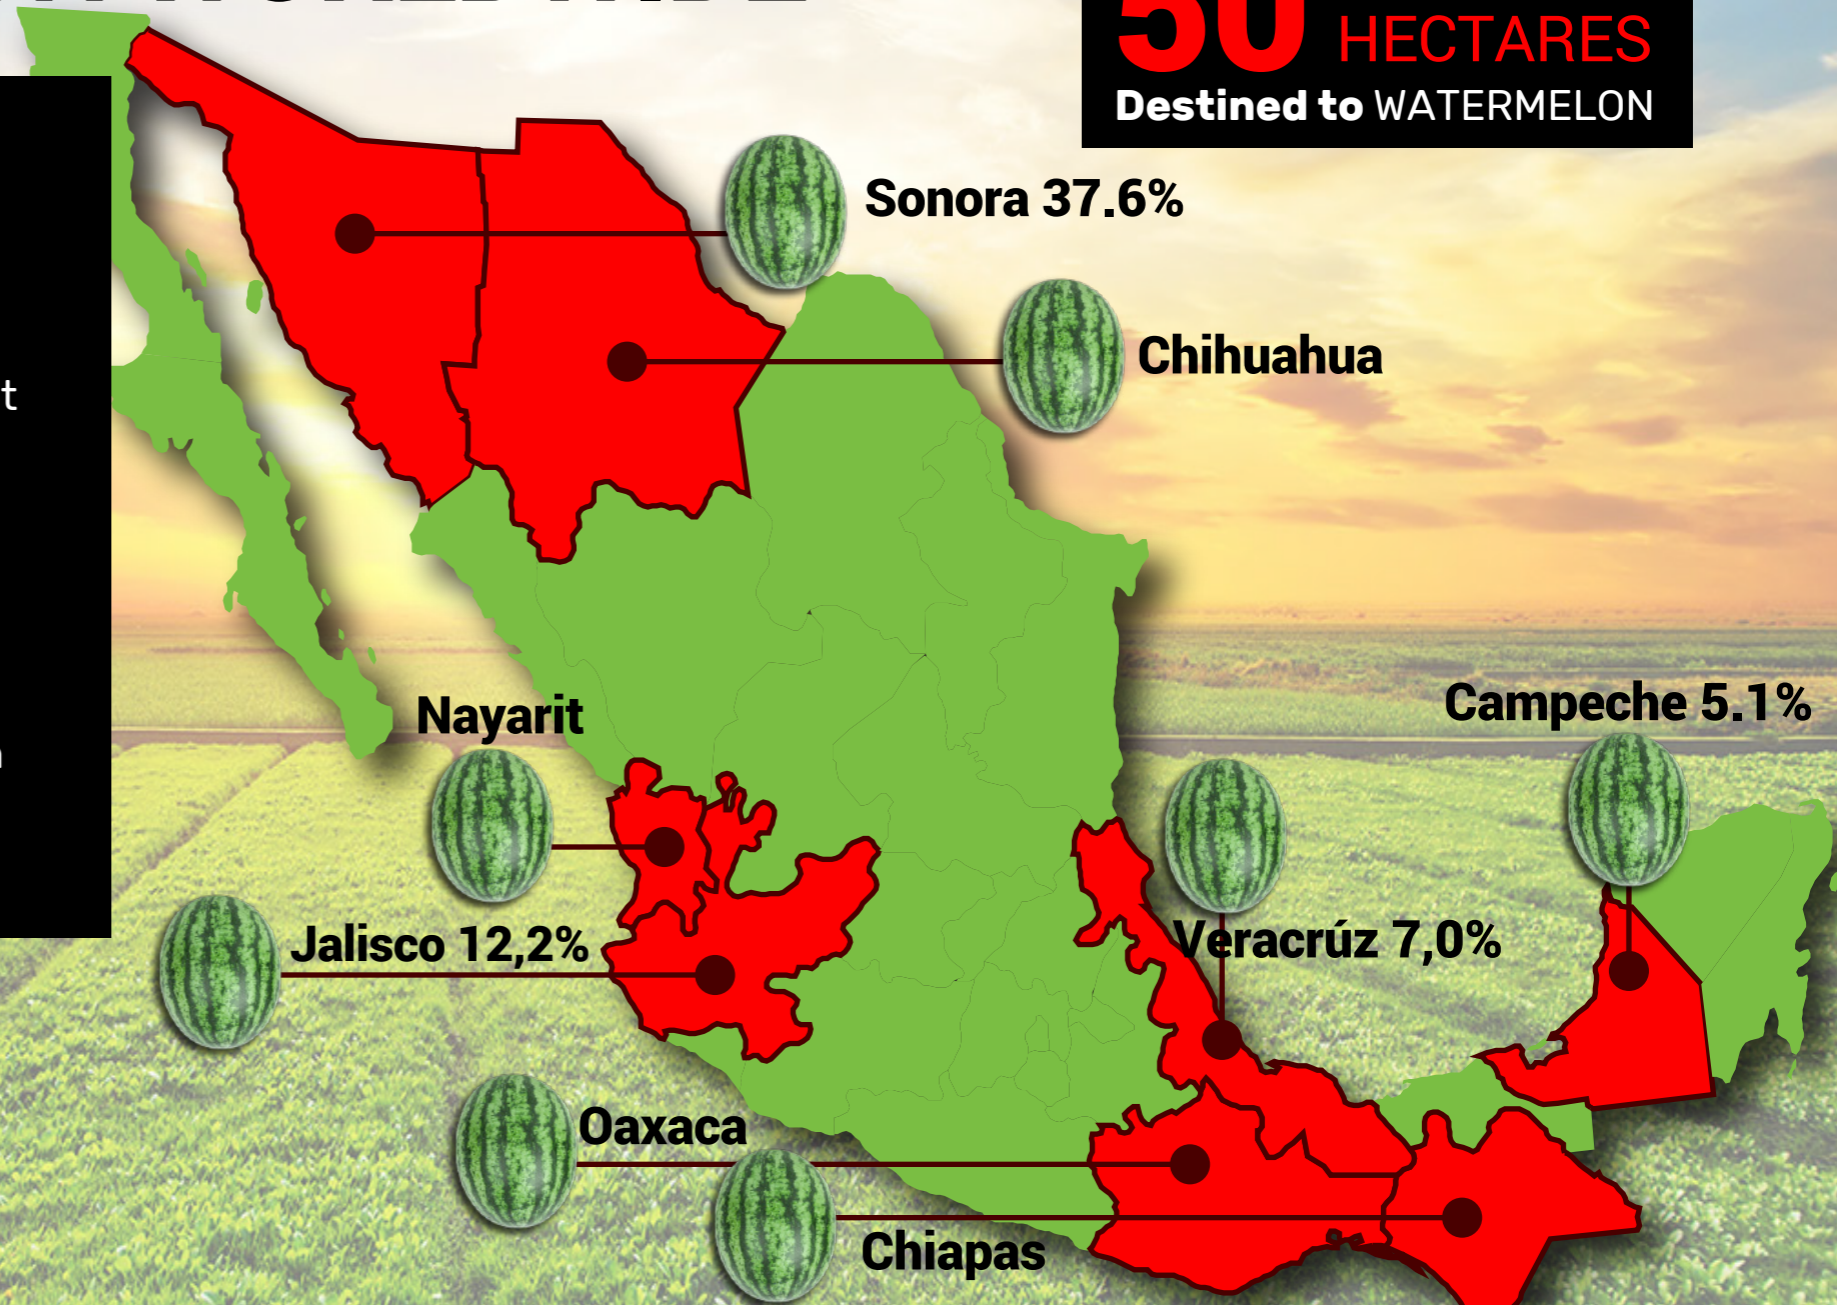 50 HECTARES
Destined to WATERMELON
Sonora 37.6%
Chihuahua
t
Nayarit
Campeche 5.1%
Jalisco 12,2%
Veracrúz 7,0%
Oaxaca
Chiapas